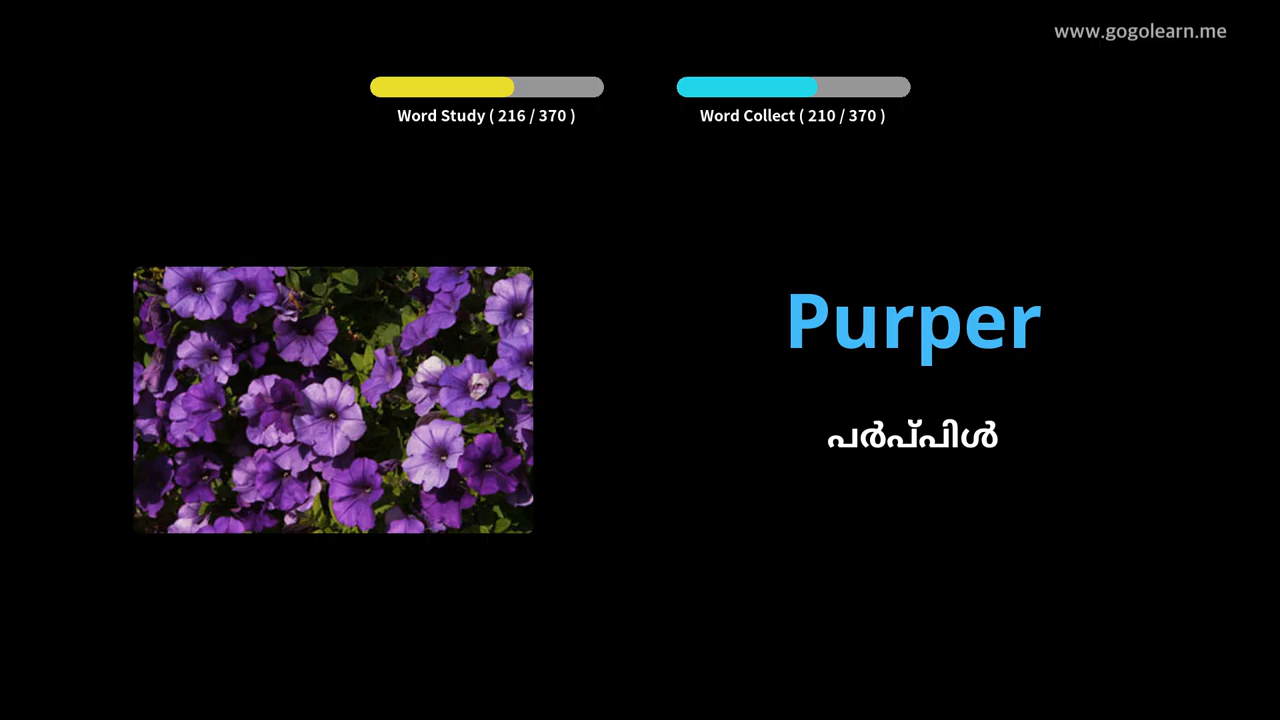 www.gogolearn.me
Word Study ( 216 / 370 )
Word Collect ( 210 / 370 )
Purper
പർപ്പിൾ